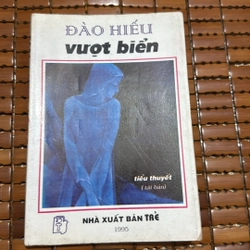 ĐÀO HIẾU
vượt biển
tiểu thuyết
(tái bản)
NHÀ XUẤT BẢN TRẺ
1995